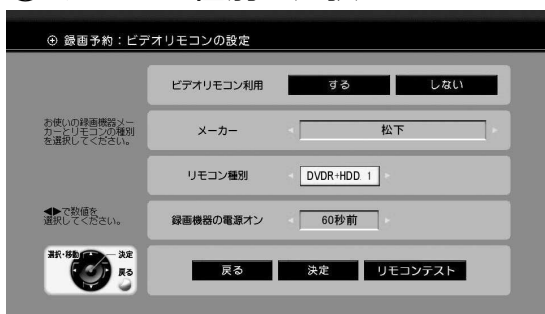 ⊕ 録画予約：ビデオリモコンの設定
ビデオリモコン利用
する
しない
お使いの録画機器メー
カーとリモコンの種別
を選択してください。
メーカー
松下
リモコン種別
DVDR+HDD 1
◀▶で数値を
選択してください。
録画機器の電源オン
60秒前
選択・移動
決定
戻る
戻る
決定
リモコンテスト